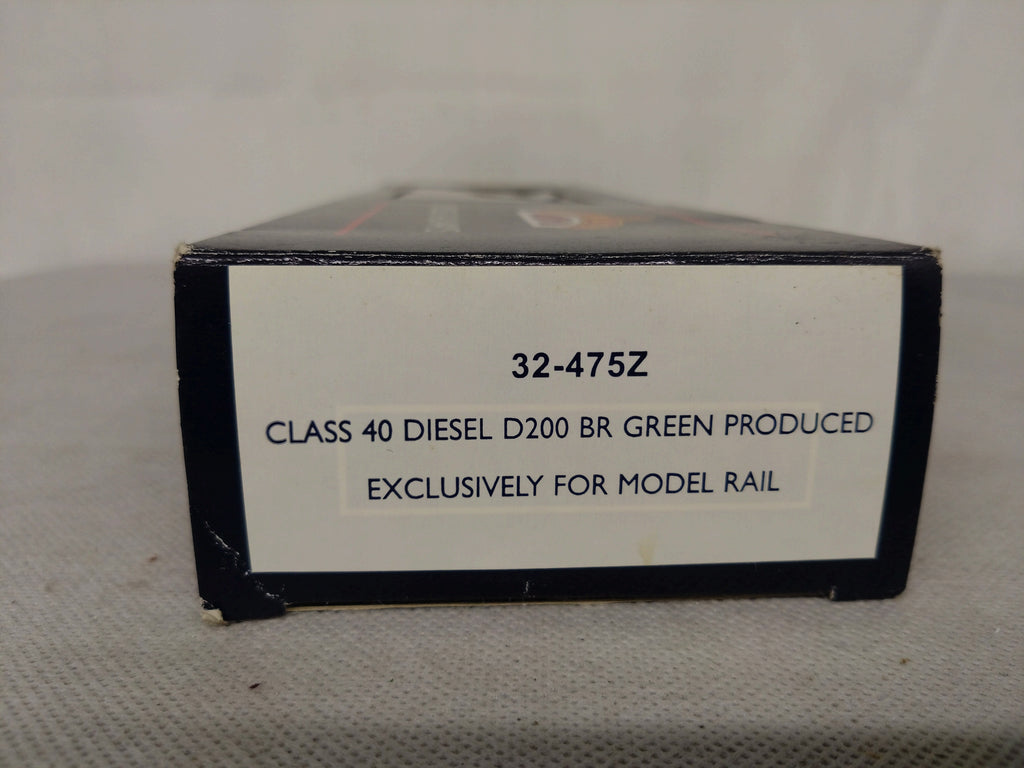 32-475Z
CLASS 40 DIESEL D200 BR GREEN PRODUCED
EXCLUSIVELY FOR MODEL RAIL